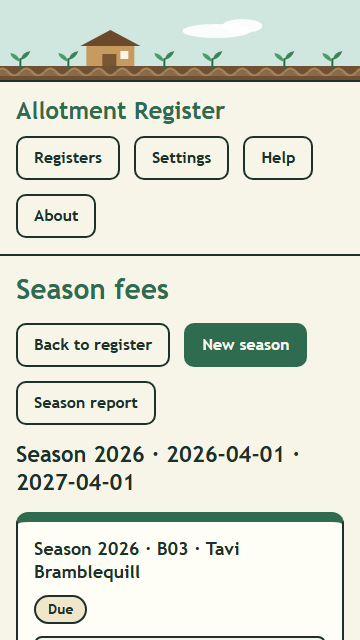 Allotment Register
Registers
Settings
Help
About
Season fees
Back to register
New season
Season report
Season 2026 · 2026-04-01 ·
2027-04-01
Season 2026 · B03 · Tavi
Bramblequill
Due